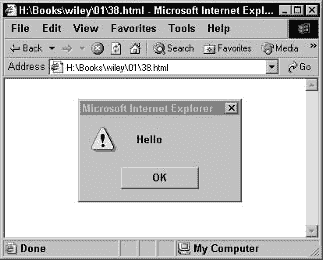 H:\Books\wiley\01\38.html - Microsoft Internet Explor...
File Edit View Favorites Tools Help
Back Search Favorites Media »
Address H:\Books\wiley\01\38.html Go
Microsoft Internet Explorer
Hello
OK
Done My Computer